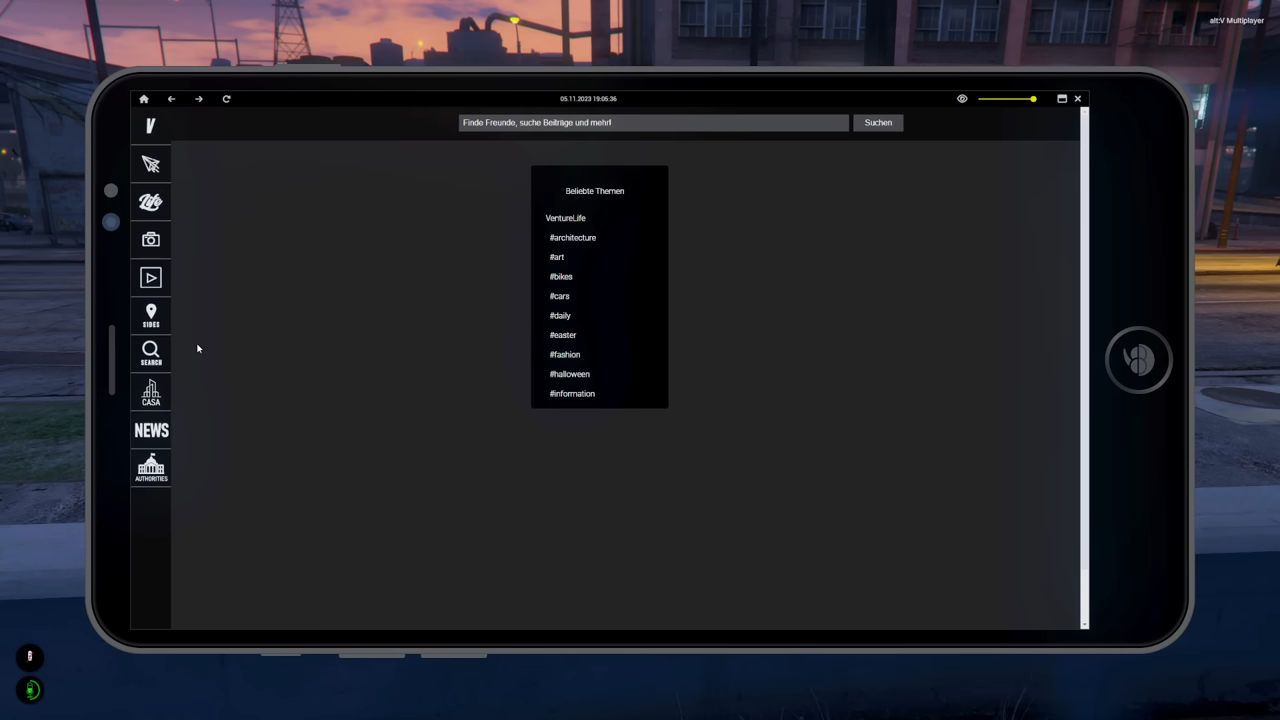 alt:V Multiplayer
05.11.2023 19:05:36
V
Finde Freunde, suche Beiträge und mehr!
Suchen
Life
SIDES
SEARCH
CASA
NEWS
AUTHORITIES
Beliebte Themen
VentureLife
#architecture
#art
#bikes
#cars
#daily
#easter
#fashion
#halloween
#information